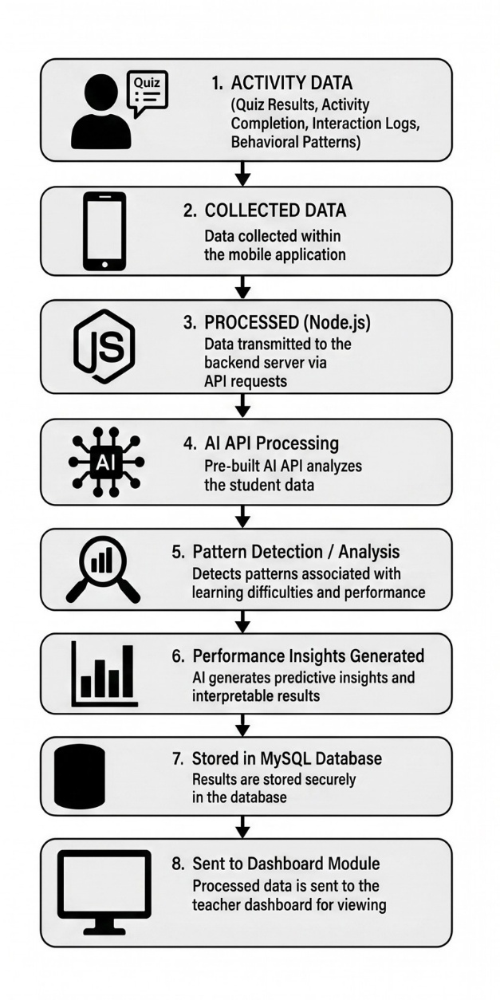 Quiz
1. ACTIVITY DATA
(Quiz Results, Activity
Completion, Interaction Logs,
Behavioral Patterns)
2. COLLECTED DATA
Data collected within
the mobile application
JS
3. PROCESSED (Node.js)
Data transmitted to the
backend server via
API requests
AI
4. AI API Processing
Pre-built AI API analyzes
the student data
5. Pattern Detection / Analysis
Detects patterns associated with
learning difficulties and performance
6. Performance Insights Generated
AI generates predictive insights and
interpretable results
7. Stored in MySQL Database
Results are stored securely
in the database
8. Sent to Dashboard Module
Processed data is sent to the
teacher dashboard for viewing